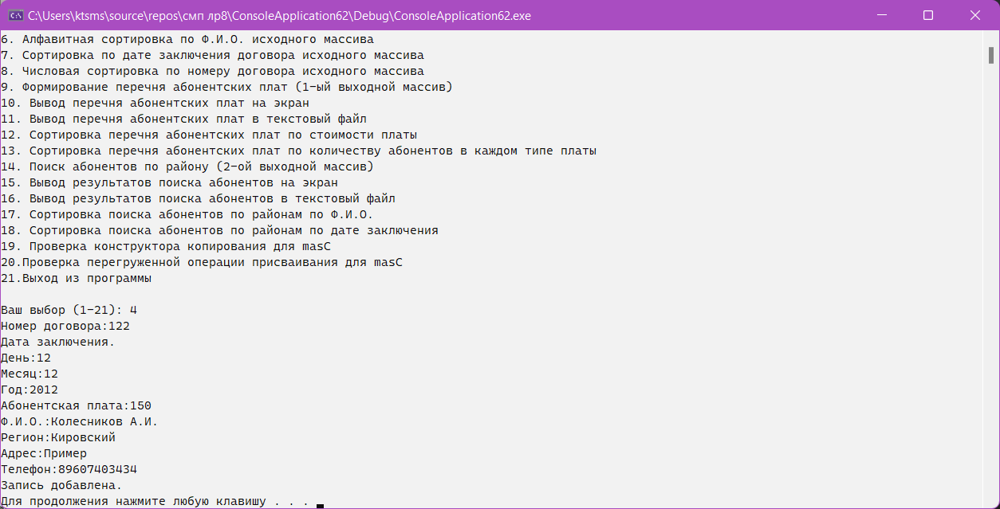 C:\Users\ktsms\source\repos\смп лр8\ConsoleApplication62\Debug\ConsoleApplication62.exe
6. Алфавитная сортировка по Ф.И.О. исходного массива
7. Сортировка по дате заключения договора исходного массива
8. Числовая сортировка по номеру договора исходного массива
9. Формирование перечня абонентских плат (1-ый выходной массив)
10. Вывод перечня абонентских плат на экран
11. Вывод перечня абонентских плат в текстовый файл
12. Сортировка перечня абонентских плат по стоимости платы
13. Сортировка перечня абонентских плат по количеству абонентов в каждом типе платы
14. Поиск абонентов по району (2-ой выходной массив)
15. Вывод результатов поиска абонентов на экран
16. Вывод результатов поиска абонентов в текстовый файл
17. Сортировка поиска абонентов по районам по Ф.И.О.
18. Сортировка поиска абонентов по районам по дате заключения
19. Проверка конструктора копирования для masC
20.Проверка перегруженной операции присваивания для masC
21.Выход из программы
Ваш выбор (1-21): 4
Номер договора:122
Дата заключения.
День:12
Месяц:12
Год:2012
Абонентская плата:150
Ф.И.О.:Колесников А.И.
Регион:Кировский
Адрес:Пример
Телефон:89607403434
Запись добавлена.
Для продолжения нажмите любую клавишу . . .